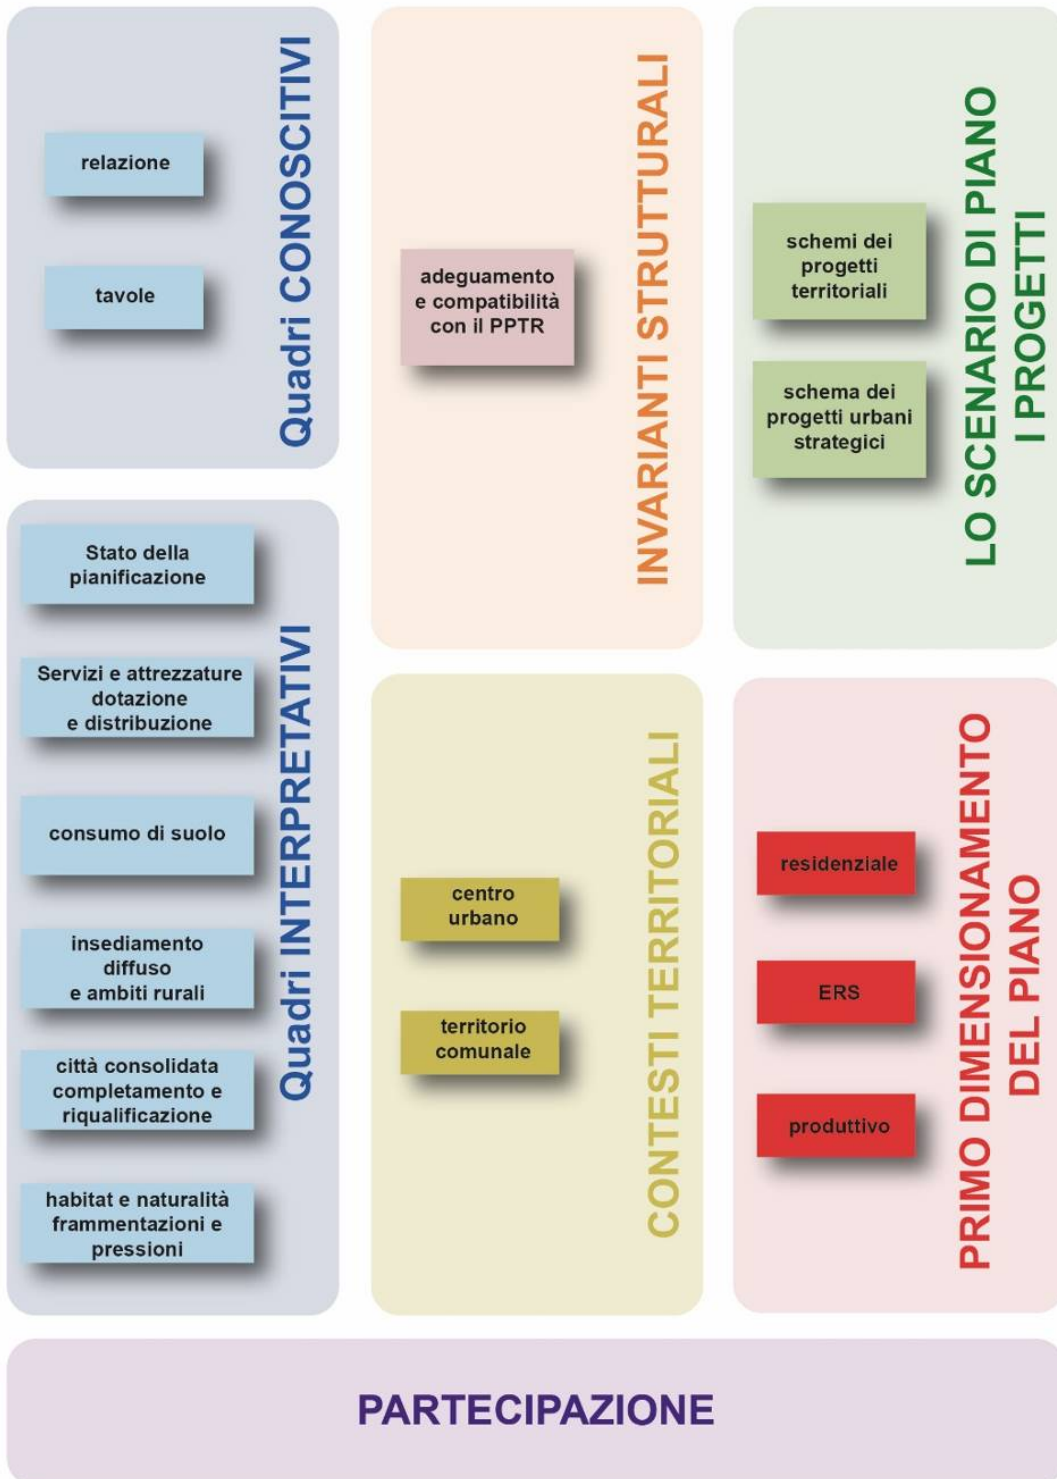 Quadri CONOSCITIVI
relazione
tavole
Quadri INTERPRETATIVI
Stato della
pianificazione
Servizi e attrezzature
dotazione
e distribuzione
consumo di suolo
insediamento
diffuso
e ambiti rurali
città consolidata
completamento e
riqualificazione
habitat e naturalità
frammentazioni e
pressioni
INVARIANTI STRUTTURALI
adeguamento
e compatibilità
con il PPTR
CONTESTI TERRITORIALI
centro
urbano
territorio
comunale
LO SCENARIO DI PIANO
I PROGETTI
schemi dei
progetti
territoriali
schema dei
progetti urbani
strategici
PRIMO DIMENSIONAMENTO
DEL PIANO
residenziale
ERS
produttivo
PARTECIPAZIONE